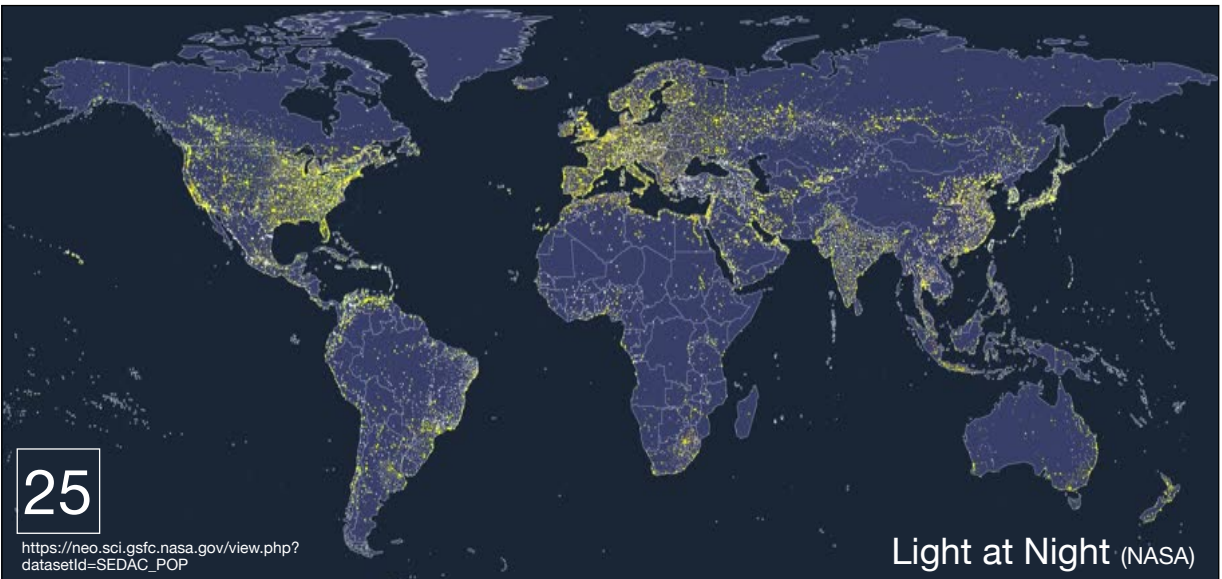 25
https://neo.sci.gsfc.nasa.gov/view.php?
datasetId=SEDAC_POP
Light at Night (NASA)